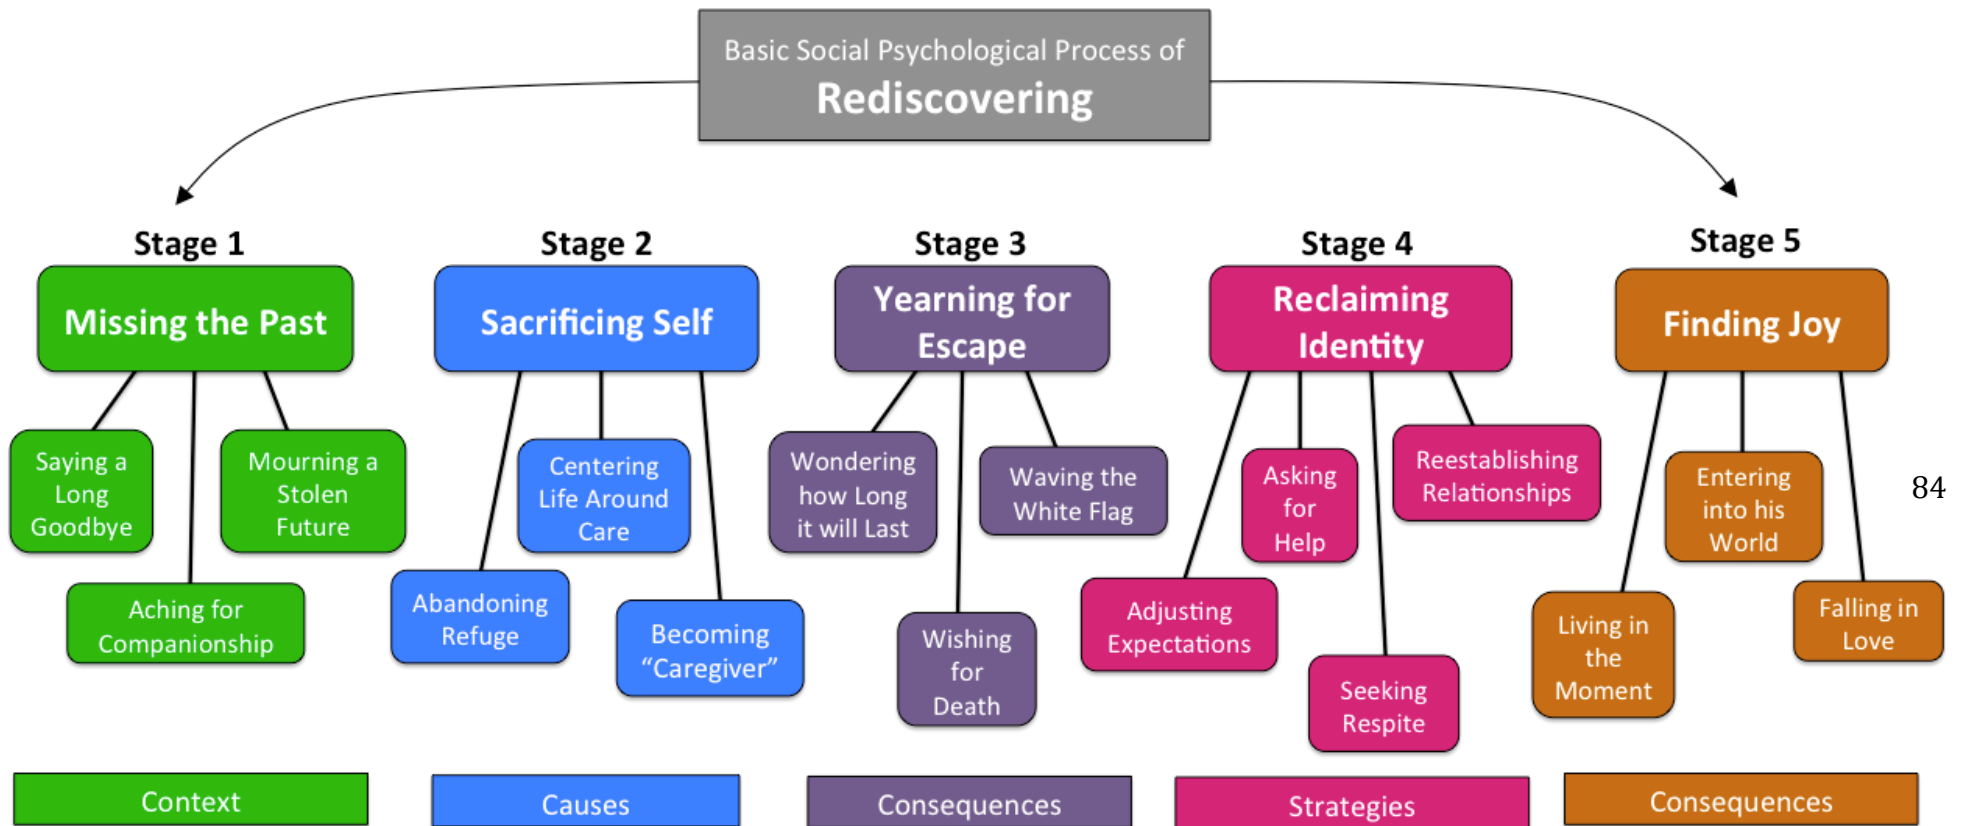 Basic Social Psychological Process of
Rediscovering
Stage 1
Missing the Past
Saying a
Long
Goodbye
Mourning a
Stolen
Future
Aching for
Companionship
Context
Stage 2
Sacrificing Self
Centering
Life Around
Care
Abandoning
Refuge
Becoming
“Caregiver”
Causes
Stage 3
Yearning for
Escape
Wondering
how Long
it will Last
Waving the
White Flag
Wishing
for
Death
Consequences
Stage 4
Reclaiming
Identity
Reestablishing
Relationships
Asking
for
Help
Adjusting
Expectations
Seeking
Respite
Strategies
Stage 5
Finding Joy
Entering
into his
World
Living in
the
Moment
Falling in
Love
Consequences
84